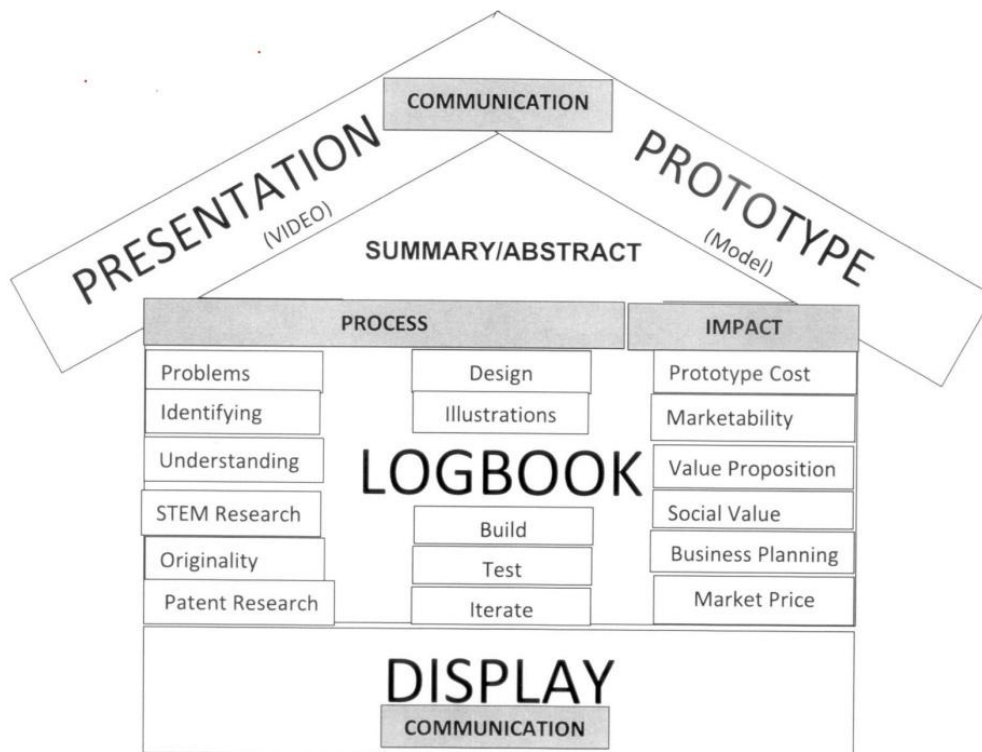 COMMUNICATION
PRESENTATION
(VIDEO)
PROTOTYPE
(Model)
SUMMARY/ABSTRACT
PROCESS
IMPACT
Problems
Identifying
Understanding
STEM Research
Originality
Patent Research
Design
Illustrations
LOGBOOK
Build
Test
Iterate
Prototype Cost
Marketability
Value Proposition
Social Value
Business Planning
Market Price
DISPLAY
COMMUNICATION